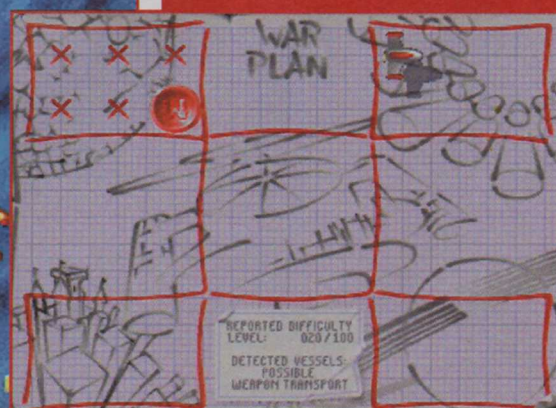 WAR
PLAN
REPORTED DIFFICULTY
LEVEL: 020/100
DETECTED VESSELS:
POSSIBLE
WEAPON TRANSPORT